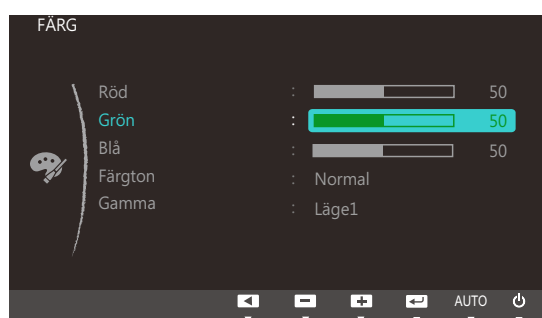 FÄRG
Röd : 50
Grön : 50
Blå : 50
Färgton : Normal
Gamma : Läge1
AUTO